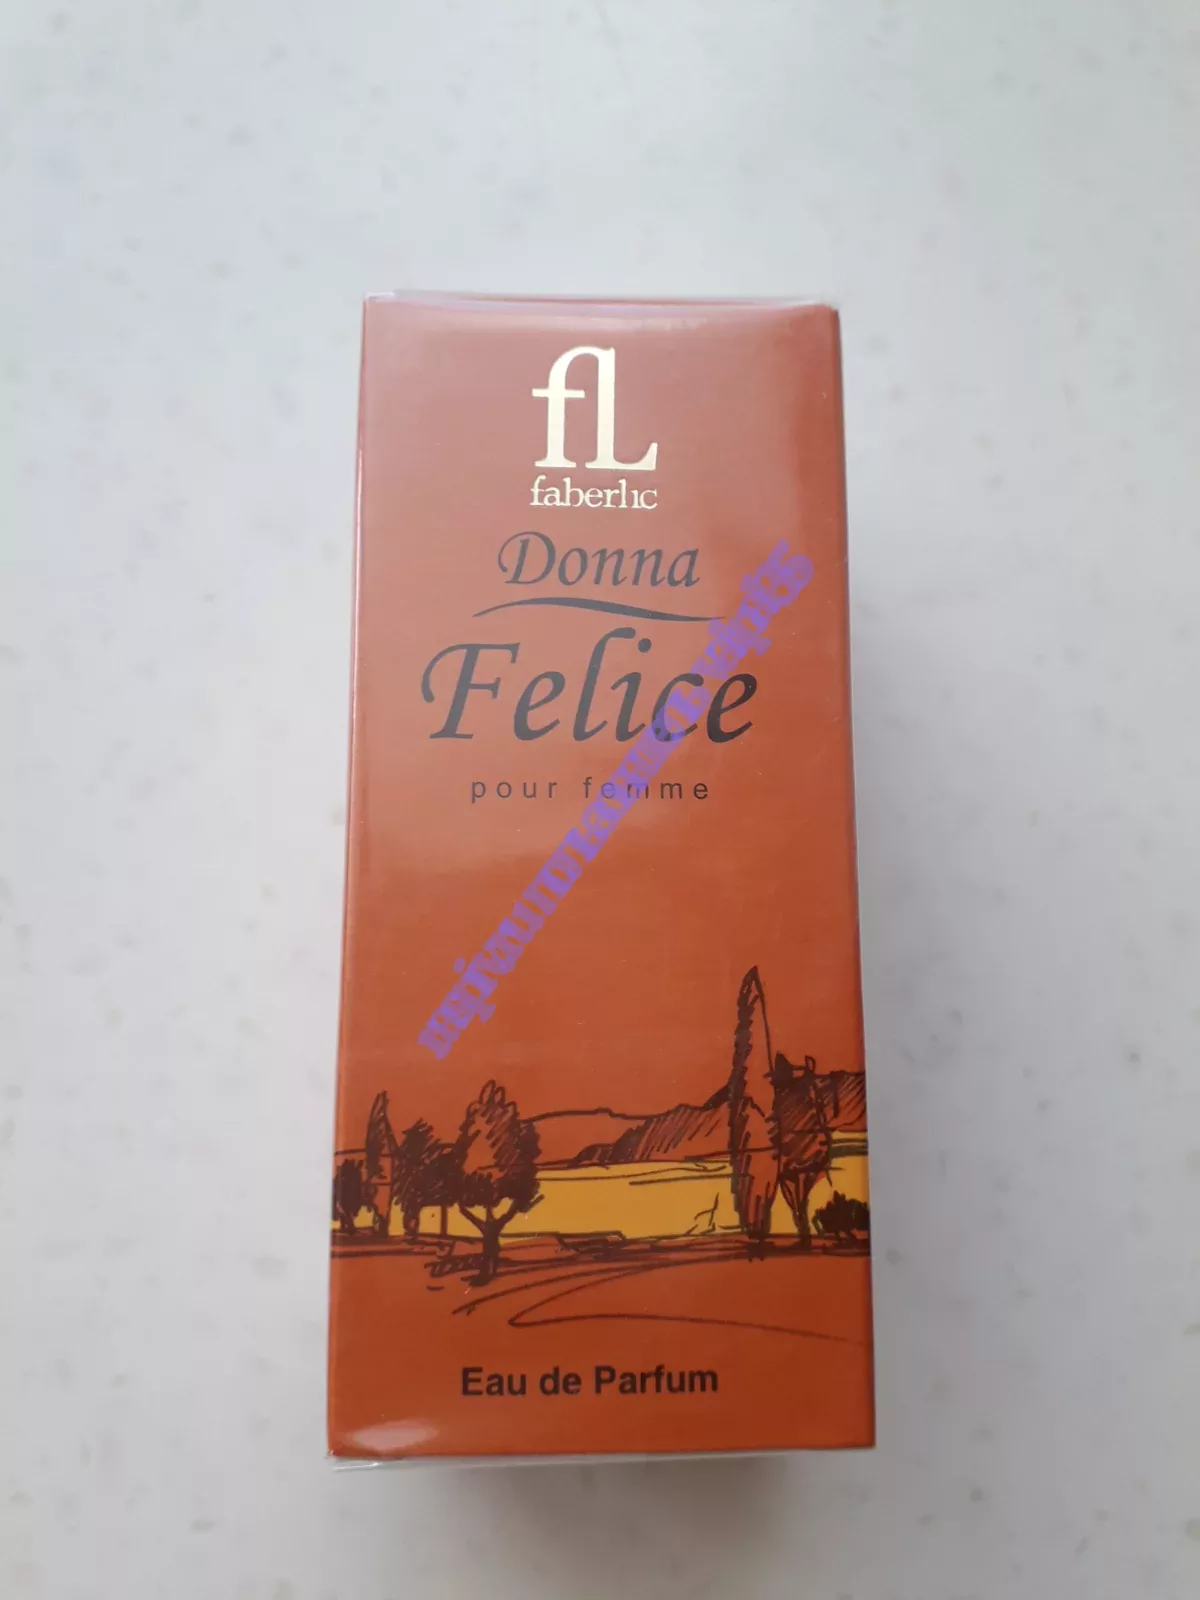 fL
faberlic
Donna
Felice
pour femme
Eau de Parfum